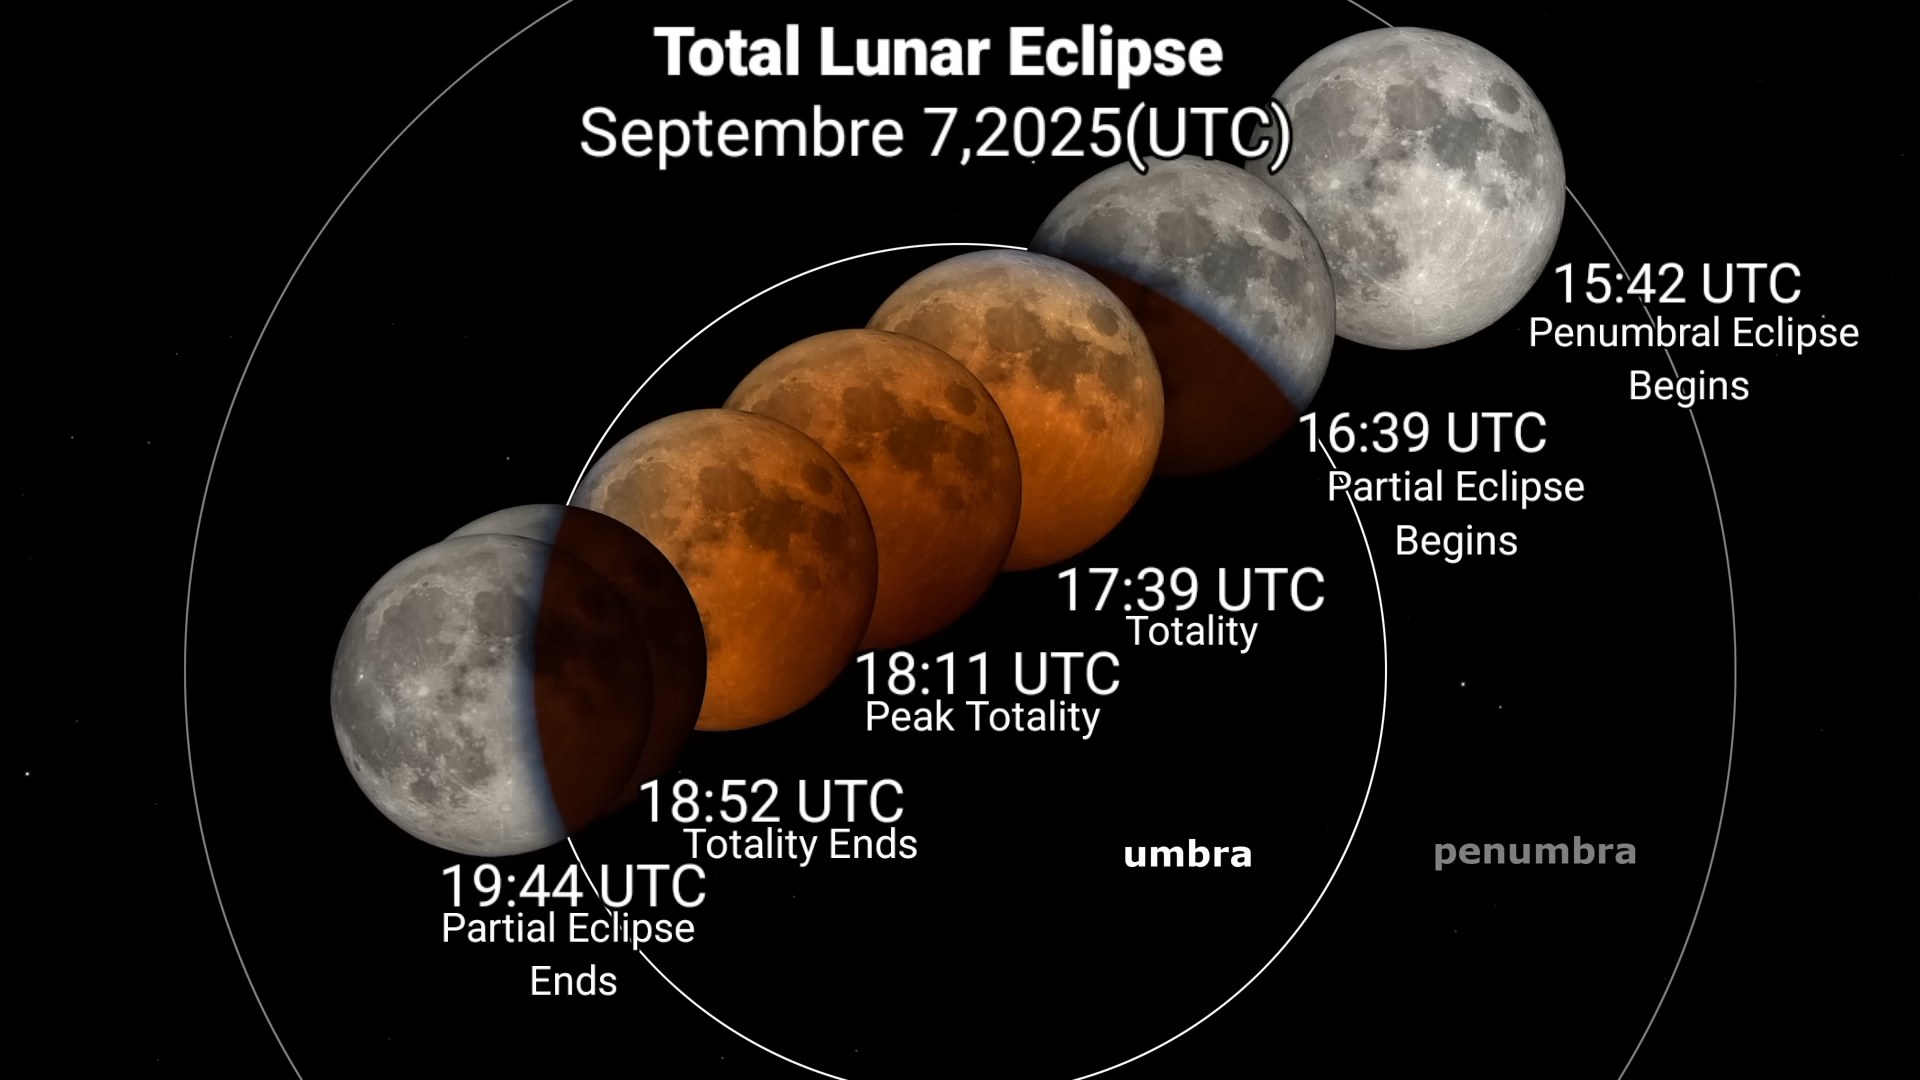 Total Lunar Eclipse
Septembre 7,2025(UTC)
15:42 UTC
Penumbral Eclipse
Begins
16:39 UTC
Partial Eclipse
Begins
17:39 UTC
Totality
18:11 UTC
Peak Totality
18:52 UTC
Totality Ends
19:44 UTC
Partial Eclipse
Ends
umbra
penumbra